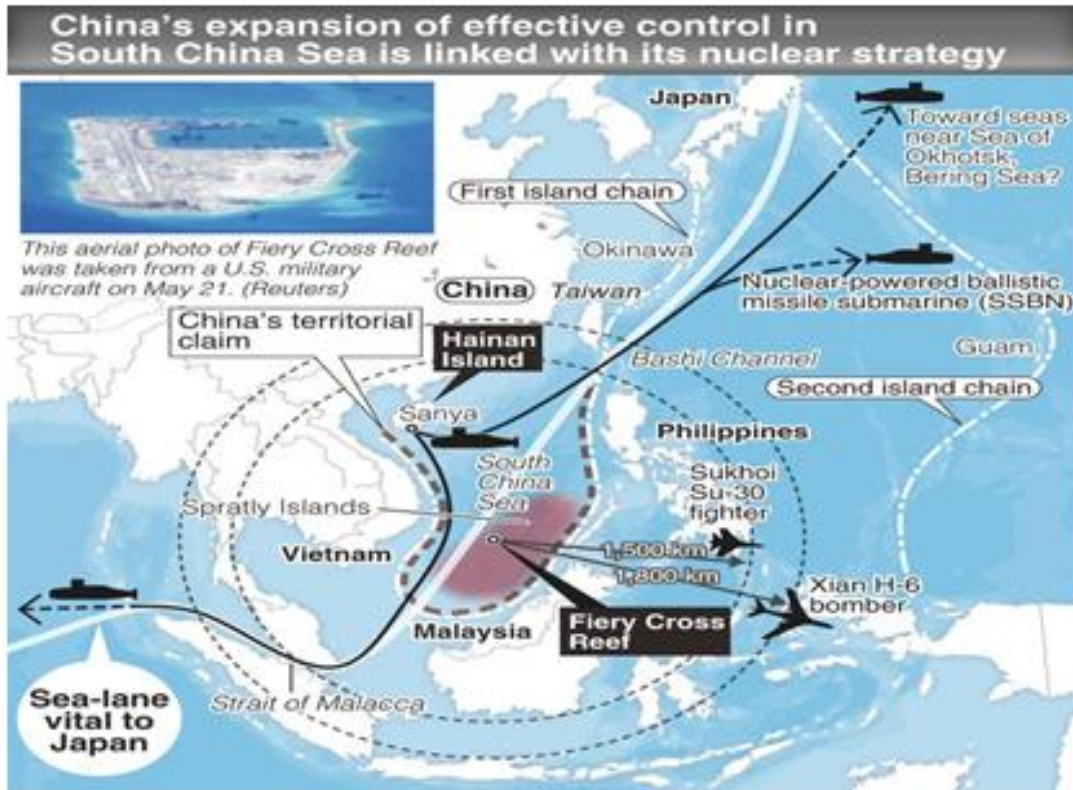 China's expansion of effective control in
South China Sea is linked with its nuclear strategy
This aerial photo of Fiery Cross Reef
was taken from a U.S. military
aircraft on May 21. (Reuters)
Japan
Toward seas
near Sea of
Okhotsk,
Bering Sea?
First island chain
Okinawa
China
Taiwan
Nuclear-powered ballistic
missile submarine (SSBN)
China's territorial
claim
Hainan
Island
Bashi Channel
Guam
Second island chain
Sanya
Philippines
South
China
Sea
Sukhoi
Su-30
fighter
Spratly Islands
Vietnam
1,500-km
1,800-km
Xian H-6
bomber
Fiery Cross
Reef
Malaysia
Strait of Malacca
Sea-lane
vital to
Japan